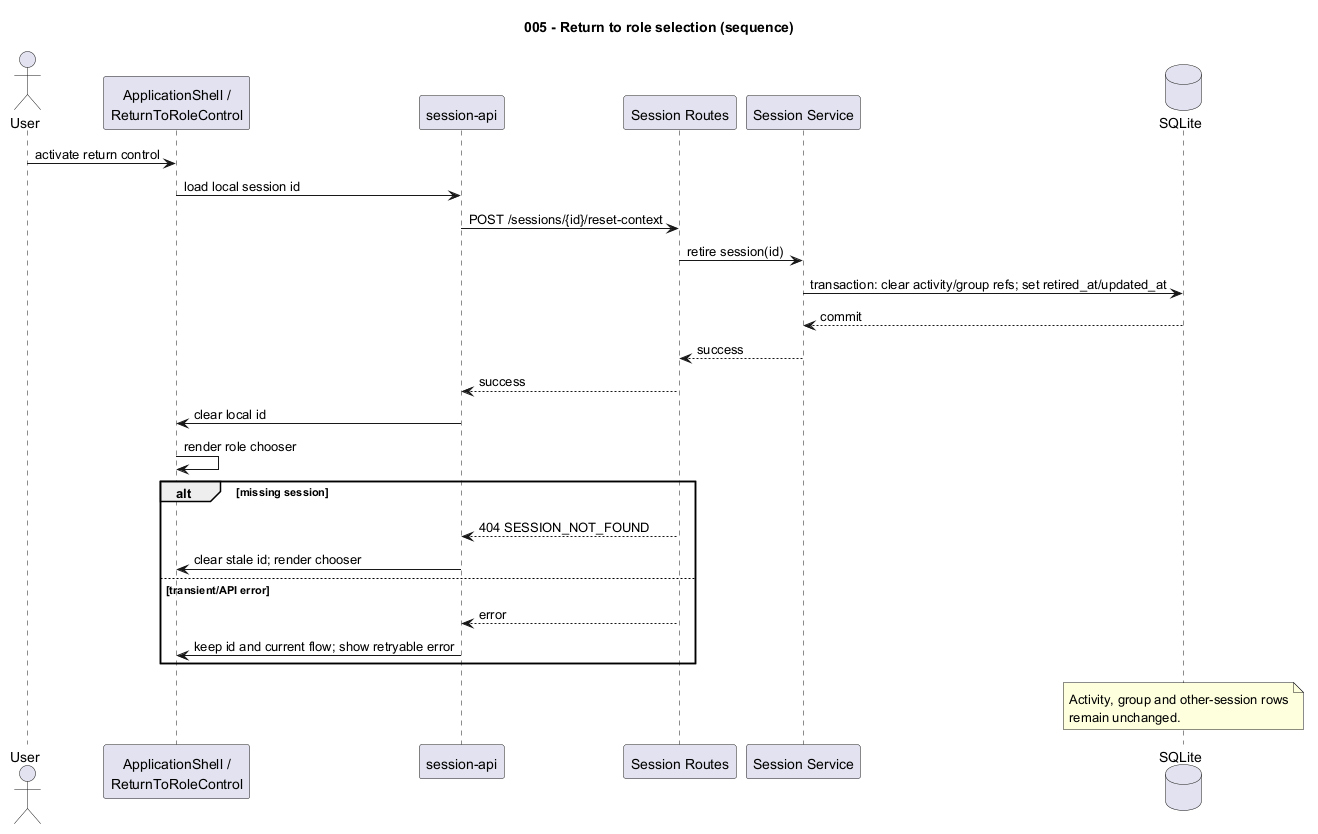 005 - Return to role selection (sequence)
User
ApplicationShell /
ReturnToRoleControl
session-api
Session Routes
Session Service
SQLite
activate return control
load local session id
POST /sessions/{id}/reset-context
retire session(id)
transaction: clear activity/group refs; set retired_at/updated_at
commit
success
success
clear local id
render role chooser
alt
[missing session]
404 SESSION_NOT_FOUND
clear stale id; render chooser
[transient/API error]
error
keep id and current flow; show retryable error
Activity, group and other-session rows
remain unchanged.
User
ApplicationShell /
ReturnToRoleControl
session-api
Session Routes
Session Service
SQLite